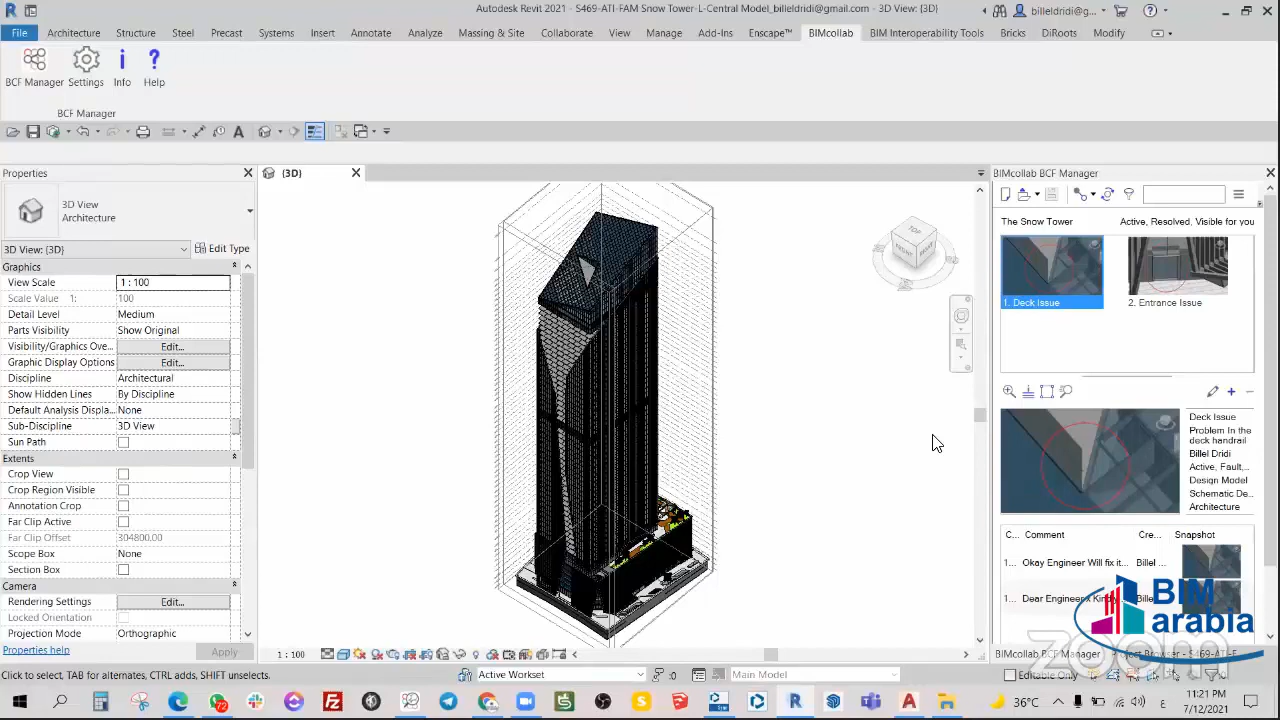 Autodesk Revit 2021 - S469-ATI-FAM Snow Tower-L-Central Model_billeldridi@gmail.com - 3D View: {3D}
billeldridi@g...
File Architecture Structure Steel Precast Systems Insert Annotate Analyze Massing & Site Collaborate View Manage Add-Ins Enscape™ BIMcollab BIM Interoperability Tools Bricks DiRoots Modify
BCF Manager Settings Info Help
BCF Manager
Properties
3D View
Architecture
3D View: {3D} Edit Type
Graphics
View Scale 1 : 100
Scale Value 1: 100
Detail Level Medium
Parts Visibility Show Original
Visibility/Graphics Ove... Edit...
Graphic Display Options Edit...
Discipline Architectural
Show Hidden Lines By Discipline
Default Analysis Displa... None
Sub-Discipline 3D View
Sun Path
Extents
Crop View
Crop Region Visible
Annotation Crop
Far Clip Active
Far Clip Offset 304800.00
Scope Box None
Section Box
Camera
Rendering Settings Edit...
Locked Orientation
Projection Mode Orthographic
Properties help Apply
{3D}
TOP
FRONT
1 : 100
BIMcollab BCF Manager
The Snow Tower Active, Resolved, Visible for you
1. Deck Issue 2. Entrance Issue
Deck Issue
Problem In the
deck handrail
Billel Dridi
Active, Fault,...
Design Model
Schematic De...
Architecture
C... Comment Cre... Snapshot
1... Okay Engineer Will fix it... Billel ...
1... Dear Engineer
BIM
arabia
zoom
BIMcollab BCF Manager
Click to select, TAB for alternates, CTRL adds, SHIFT unselects.
Active Workset :0 Main Model Editable Only
72
36°C
11:21 PM
7/12/2021